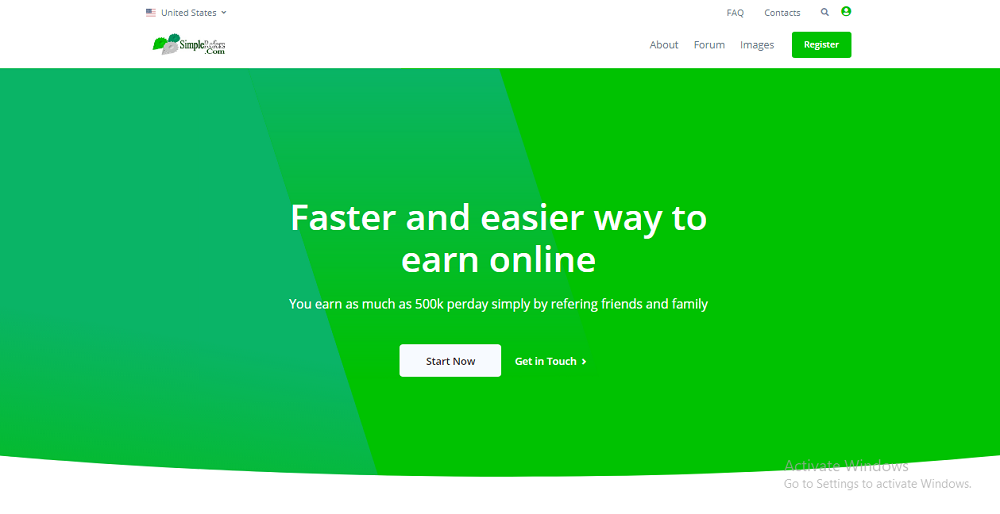 United States
FAQ
Contacts
Simple
.Com
About
Forum
Images
Register
Faster and easier way to
earn online
You earn as much as 500k perday simply by refering friends and family
Start Now
Get in Touch
Activate Windows
Go to Settings to activate Windows.